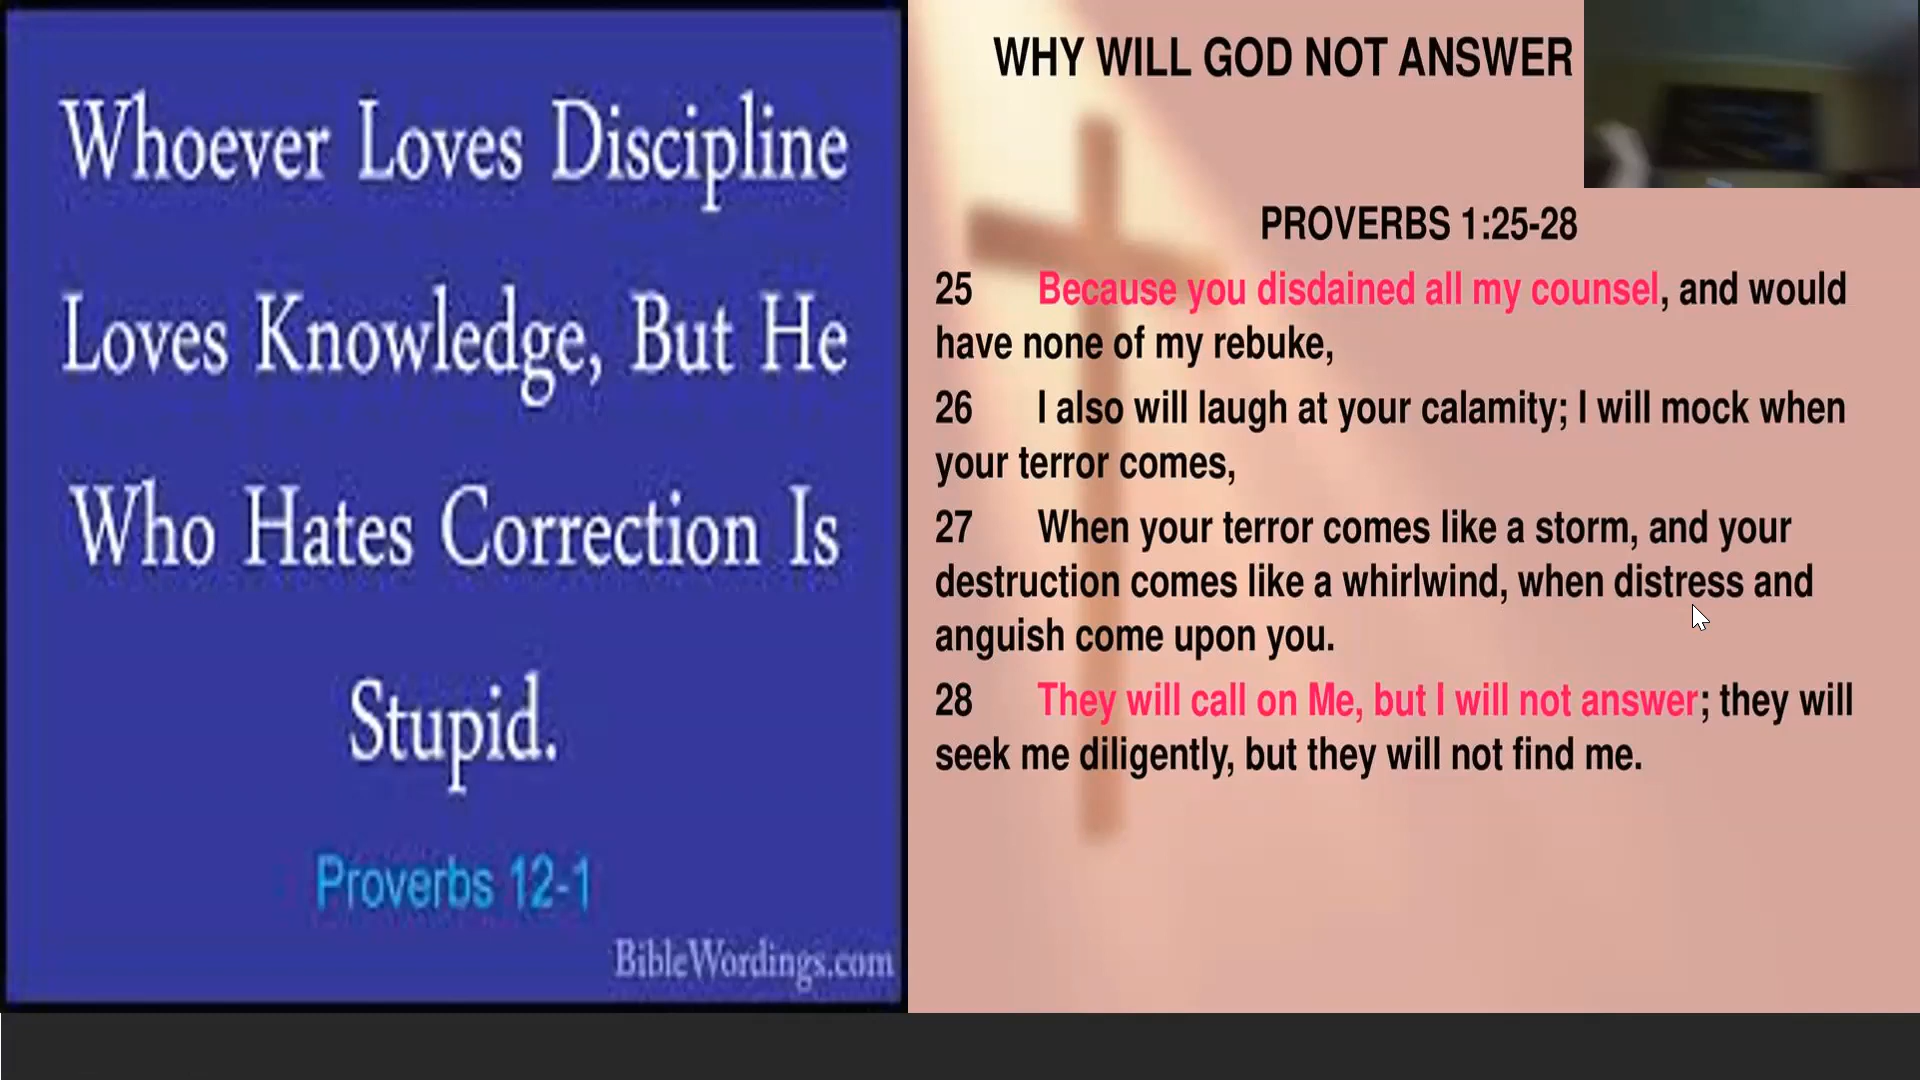 Whoever Loves Discipline
Loves Knowledge, But He
Who Hates Correction Is
Stupid.
Proverbs 12-1
BibleWordings.com
WHY WILL GOD NOT ANSWER
PROVERBS 1:25-28
25 Because you disdained all my counsel, and would
have none of my rebuke,
26 I also will laugh at your calamity; I will mock when
your terror comes,
27 When your terror comes like a storm, and your
destruction comes like a whirlwind, when distress and
anguish come upon you.
28 They will call on Me, but I will not answer; they will
seek me diligently, but they will not find me.